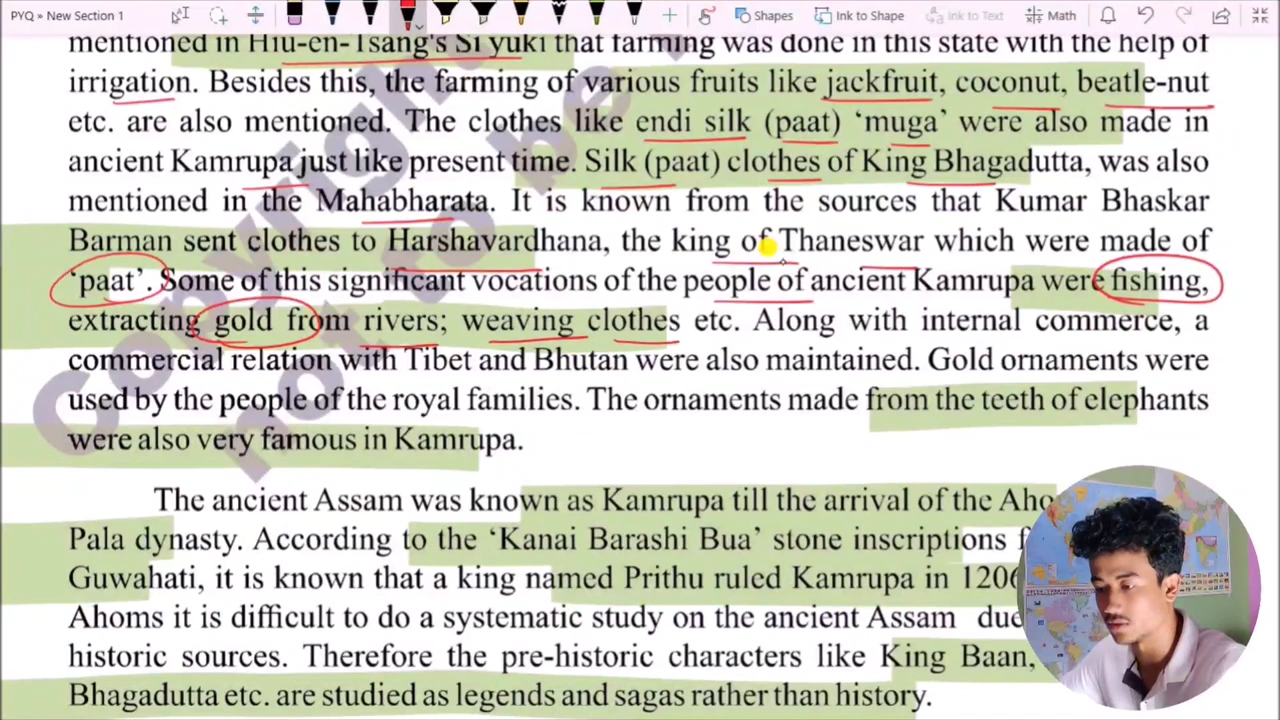 PYQ » New Section 1
Shapes
Ink to Shape
Ink to Text
Math
mentioned in Hiu-en-Tsang's Si yuki that farming was done in this state with the help of
irrigation. Besides this, the farming of various fruits like jackfruit, coconut, beatle-nut
etc. are also mentioned. The clothes like endi silk (paat) ‘muga’ were also made in
ancient Kamrupa just like present time. Silk (paat) clothes of King Bhagadutta, was also
mentioned in the Mahabharata. It is known from the sources that Kumar Bhaskar
Barman sent clothes to Harshavardhana, the king of Thaneswar which were made of
‘paat’. Some of this significant vocations of the people of ancient Kamrupa were fishing,
extracting gold from rivers; weaving clothes etc. Along with internal commerce, a
commercial relation with Tibet and Bhutan were also maintained. Gold ornaments were
used by the people of the royal families. The ornaments made from the teeth of elephants
were also very famous in Kamrupa.
The ancient Assam was known as Kamrupa till the arrival of the
Pala dynasty. According to the ‘Kanai Barashi Bua’ stone inscriptions
Guwahati, it is known that a king named Prithu ruled Kamrupa in 1206
Ahoms it is difficult to do a systematic study on the ancient Assam due
historic sources. Therefore the pre-historic characters like King Baan,
Bhagadutta etc. are studied as legends and sagas rather than history.
Copyright
not to be